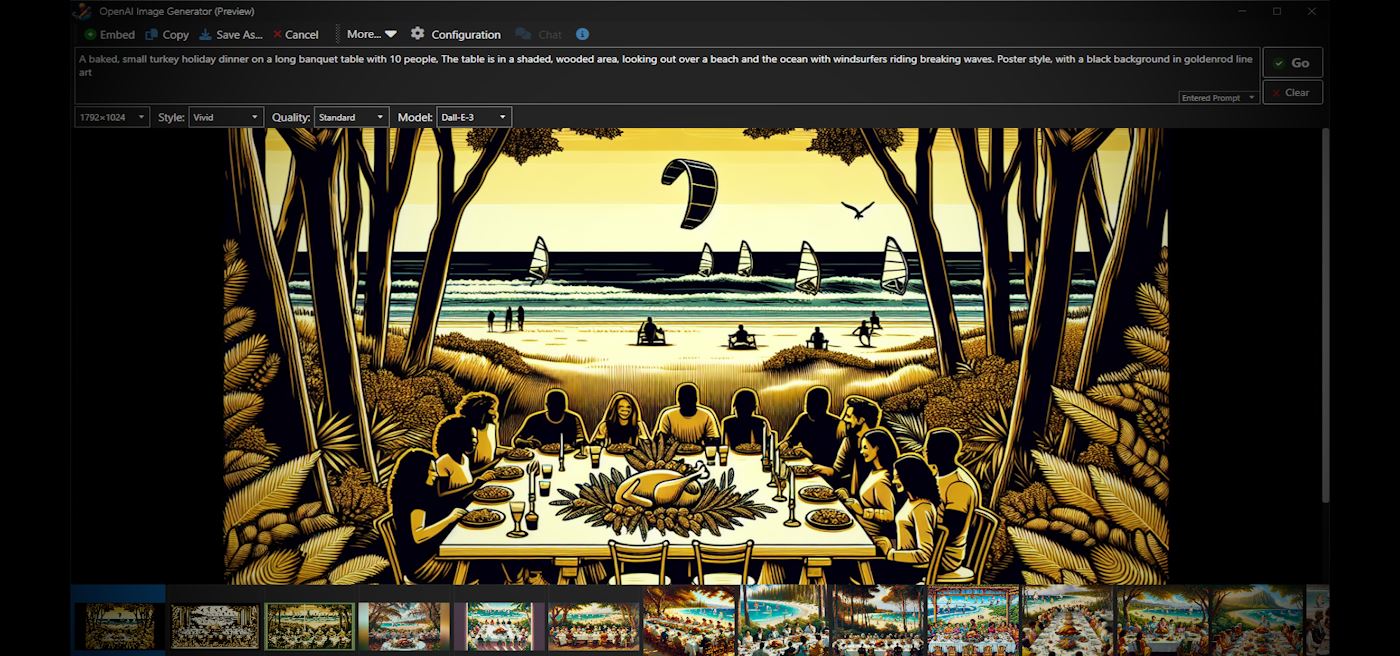 OpenAI Image Generator (Preview)
Embed Copy Save As... Cancel More... Configuration Chat
A baked, small turkey holiday dinner on a long banquet table with 10 people, The table is in a shaded, wooded area, looking out over a beach and the ocean with windsurfers riding breaking waves. Poster style, with a black background in goldenrod line
art
Go
Entered Prompt
Clear
1792×1024 Style: Vivid Quality: Standard Model: Dall-E-3